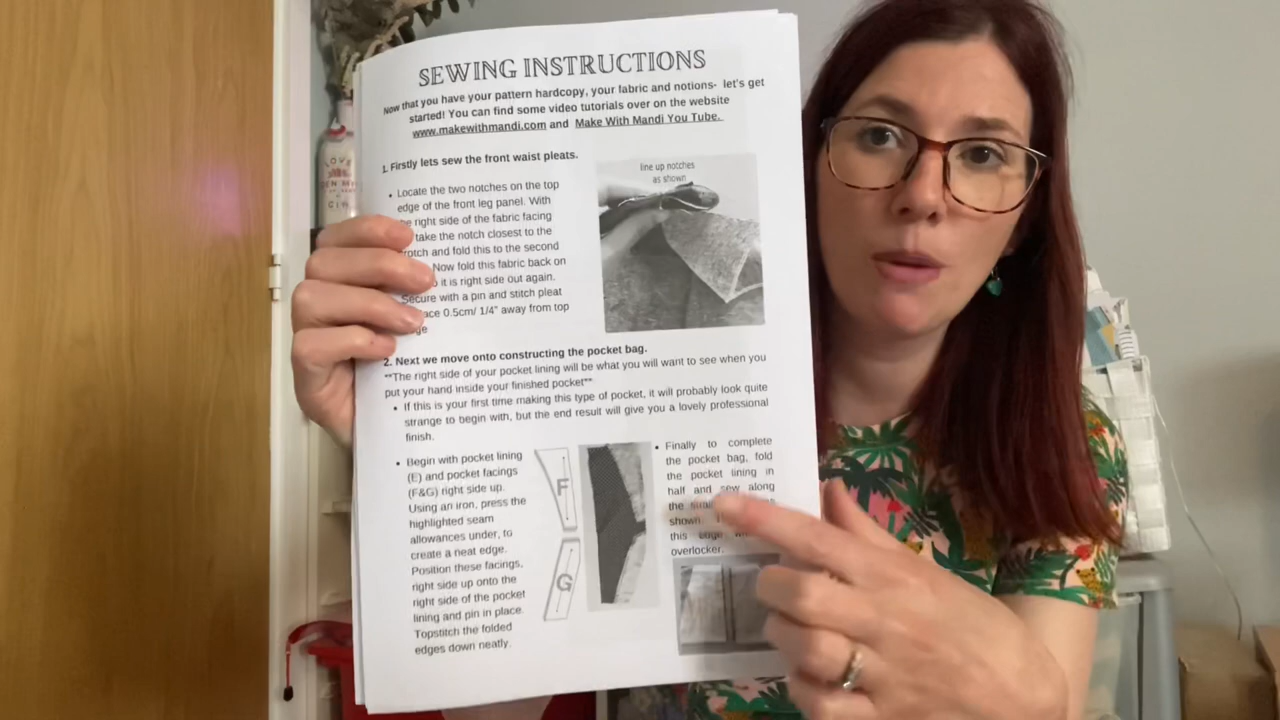 SEWING INSTRUCTIONS
Now that you have your pattern hardcopy, your fabric and notions- let's get
started! You can find some video tutorials over on the website
www.makewithmandi.com and Make With Mandi You Tube.
1. Firstly lets sew the front waist pleats.
line up notches
as shown
• Locate the two notches on the top
edge of the front leg panel. With
right side of the fabric facing
take the notch closest to the
and fold this to the second
Now fold this fabric back on
it is right side out again.
Secure with a pin and stitch pleat
0.5cm/ 1/4" away from top
2. Next we move onto constructing the pocket bag.
**The right side of your pocket lining will be what you will want to see when you
put your hand inside your finished pocket**
• If this is your first time making this type of pocket, it will probably look quite
strange to begin with, but the end result will give you a lovely professional
finish.
• Begin with pocket lining
(E) and pocket facings
(F&G) right side up.
Using an iron, press the
highlighted seam
allowances under, to
create a neat edge.
Position these facings,
right side up onto the
right side of the pocket
lining and pin in place.
Topstitch the folded
edges down neatly.
F
G
• Finally to complete
the pocket bag, fold
the pocket lining in
half and sew along
the
shown
this edge
overlocker.
LOVE
GIN